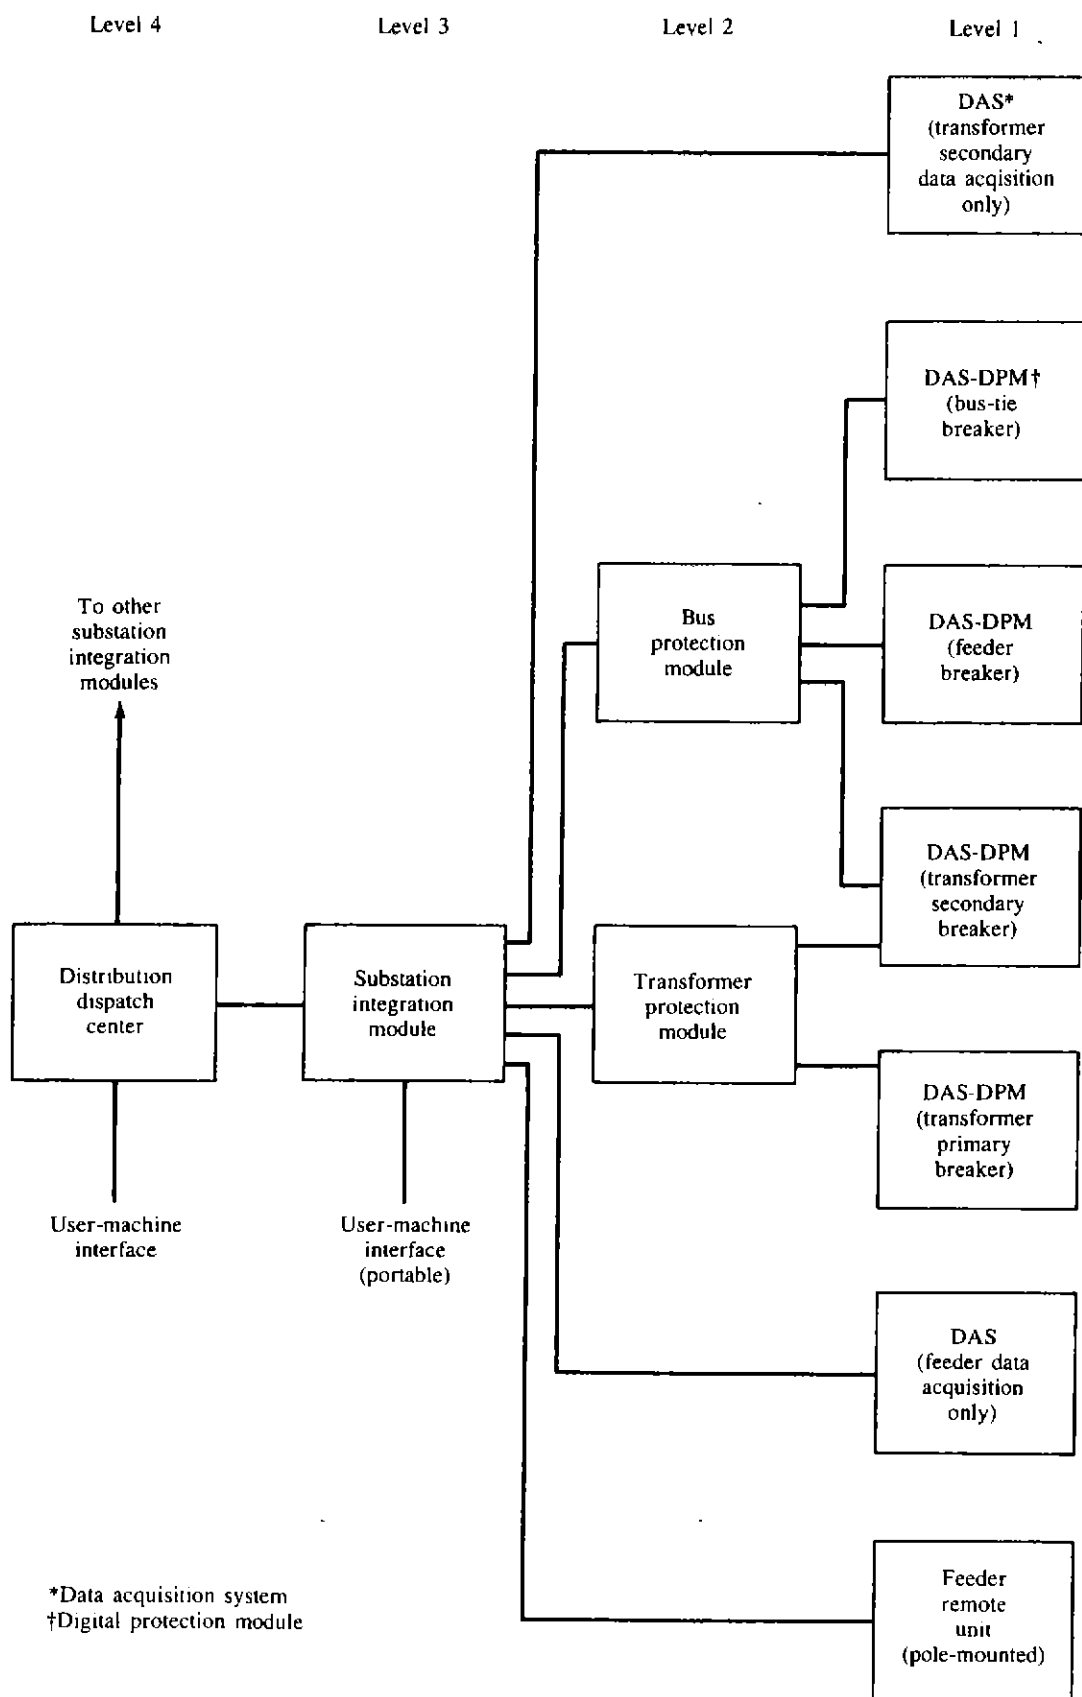 Level 4
Level 3
Level 2
Level 1
DAS*
(transformer
secondary
data acqisition
only)
DAS-DPM†
(bus-tie
breaker)
To other
substation
integration
modules
Bus
protection
module
DAS-DPM
(feeder
breaker)
DAS-DPM
(transformer
secondary
breaker)
Distribution
dispatch
center
Substation
integration
module
Transformer
protection
module
DAS-DPM
(transformer
primary
breaker)
User-machine
interface
User-machine
interface
(portable)
DAS
(feeder data
acquisition
only)
*Data acquisition system
†Digital protection module
Feeder
remote
unit
(pole-mounted)